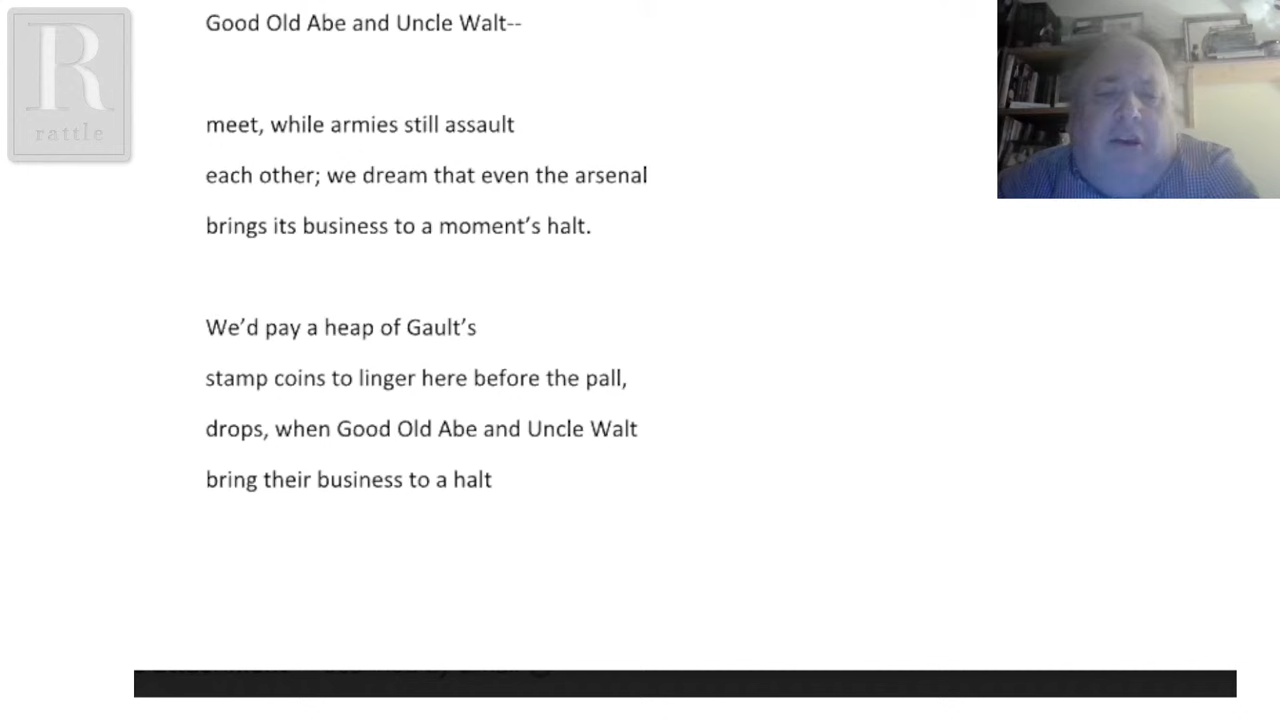 R
rattle
Good Old Abe and Uncle Walt--
meet, while armies still assault
each other; we dream that even the arsenal
brings its business to a moment’s halt.
We’d pay a heap of Gault’s
stamp coins to linger here before the pall,
drops, when Good Old Abe and Uncle Walt
bring their business to a halt